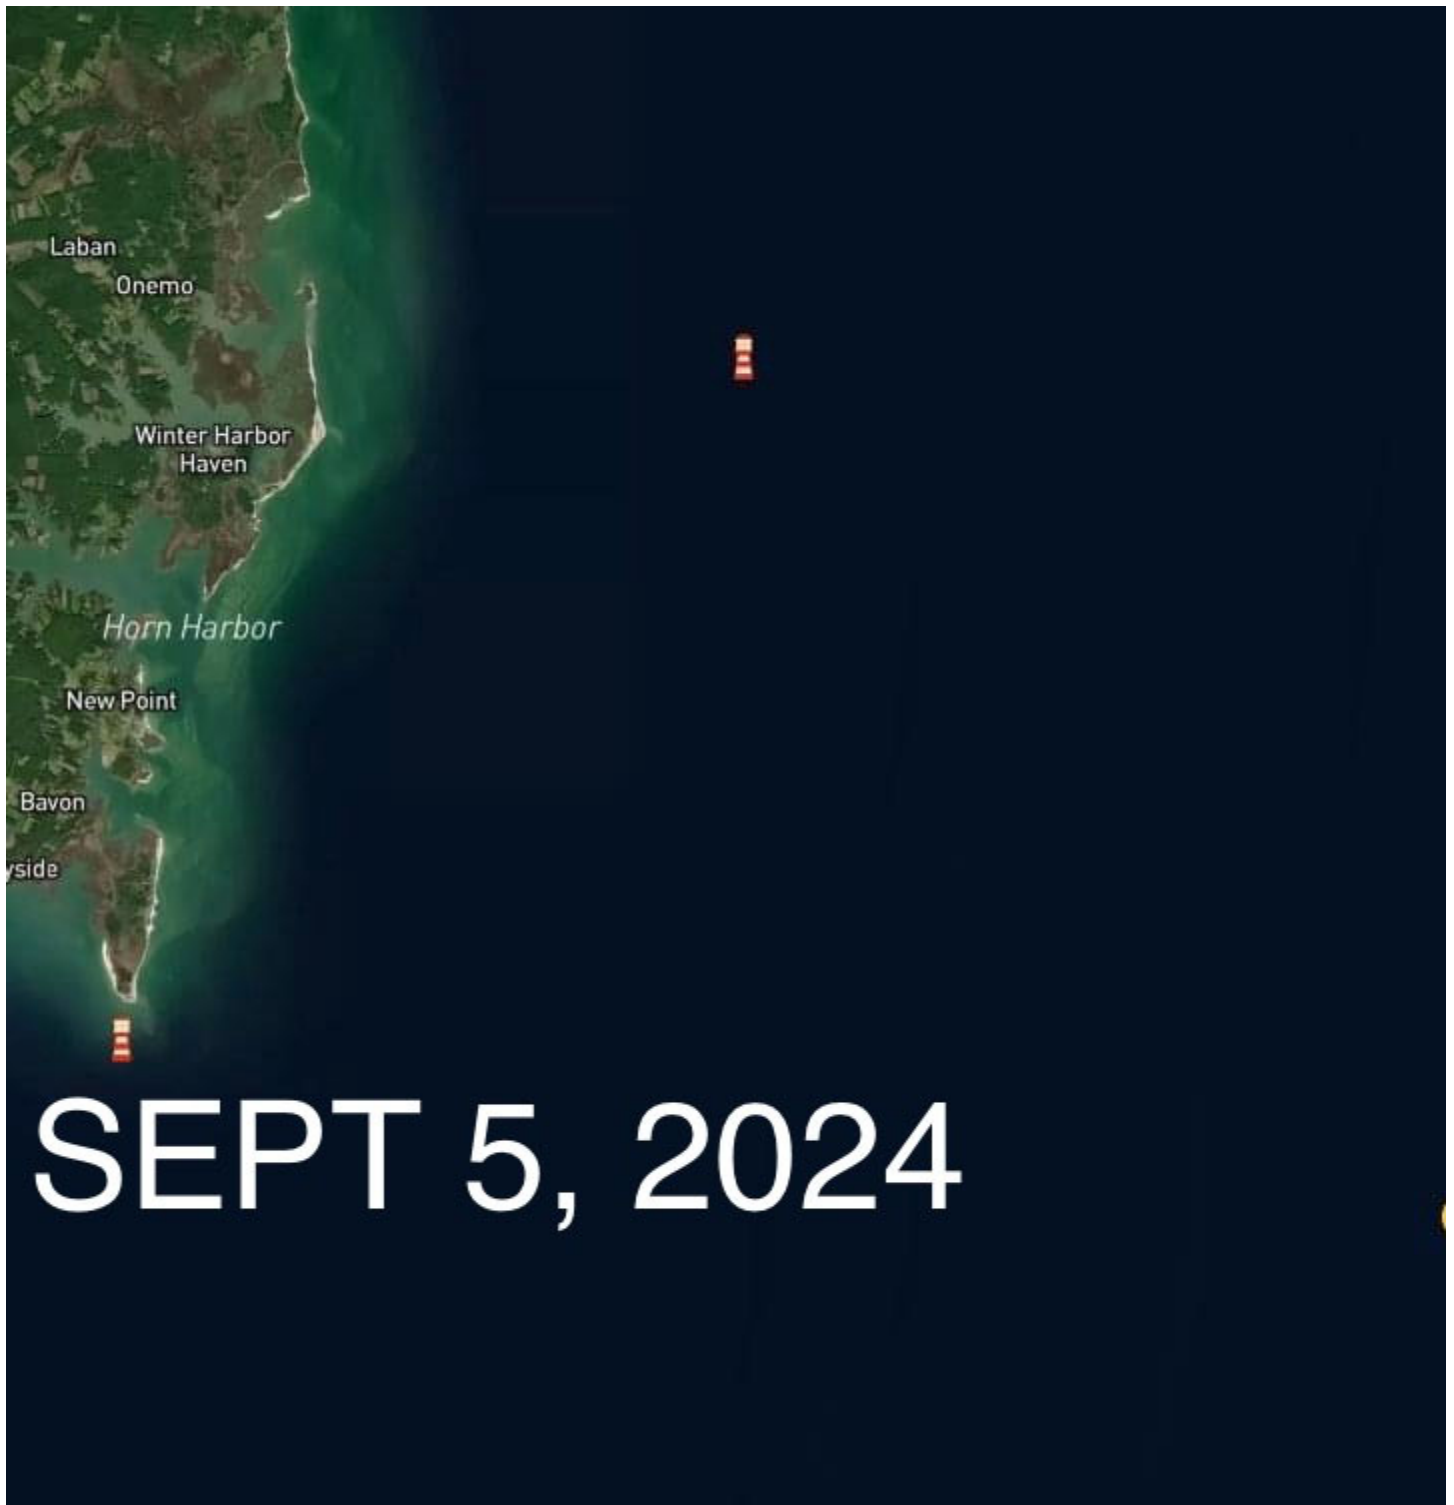 Laban
Onemo
Winter Harbor
Haven
Horn Harbor
New Point
Bavon
yside
SEPT 5, 2024